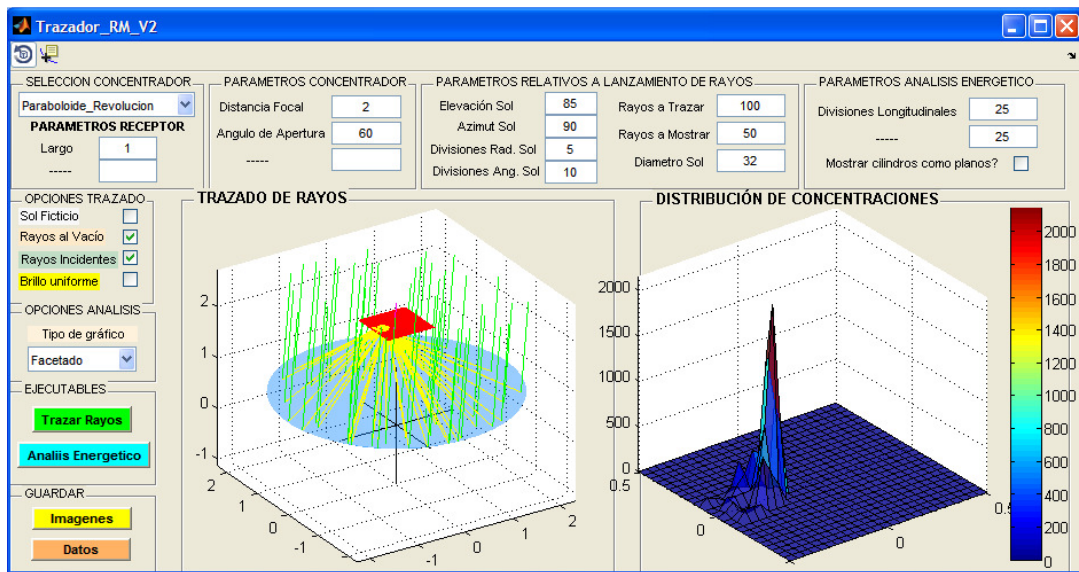 Trazador_RM_V2
SELECCION CONCENTRADOR
Paraboloide_Revolucion
PARAMETROS RECEPTOR
Largo 1
-----
PARAMETROS CONCENTRADOR
Distancia Focal 2
Angulo de Apertura 60
-----
PARAMETROS RELATIVOS A LANZAMIENTO DE RAYOS
Elevación Sol 85
Azimut Sol 90
Divisiones Rad. Sol 5
Divisiones Ang. Sol 10
Rayos a Trazar 100
Rayos a Mostrar 50
Diametro Sol 32
PARAMETROS ANALISIS ENERGETICO
Divisiones Longitudinales 25
----- 25
Mostrar cilindros como planos?
OPCIONES TRAZADO
Sol Ficticio
Rayos al Vacío
Rayos Incidentes
Brillo uniforme
OPCIONES ANALISIS
Tipo de gráfico
Facetado
EJECUTABLES
Trazar Rayos
Analiis Energetico
GUARDAR
Imagenes
Datos
TRAZADO DE RAYOS
2
1
0
-1
2
1
0
-1
-1
0
1
2
DISTRIBUCIÓN DE CONCENTRACIONES
2000
1500
1000
500
0
0.5
0
0
0.5
2000
1800
1600
1400
1200
1000
800
600
400
200
0